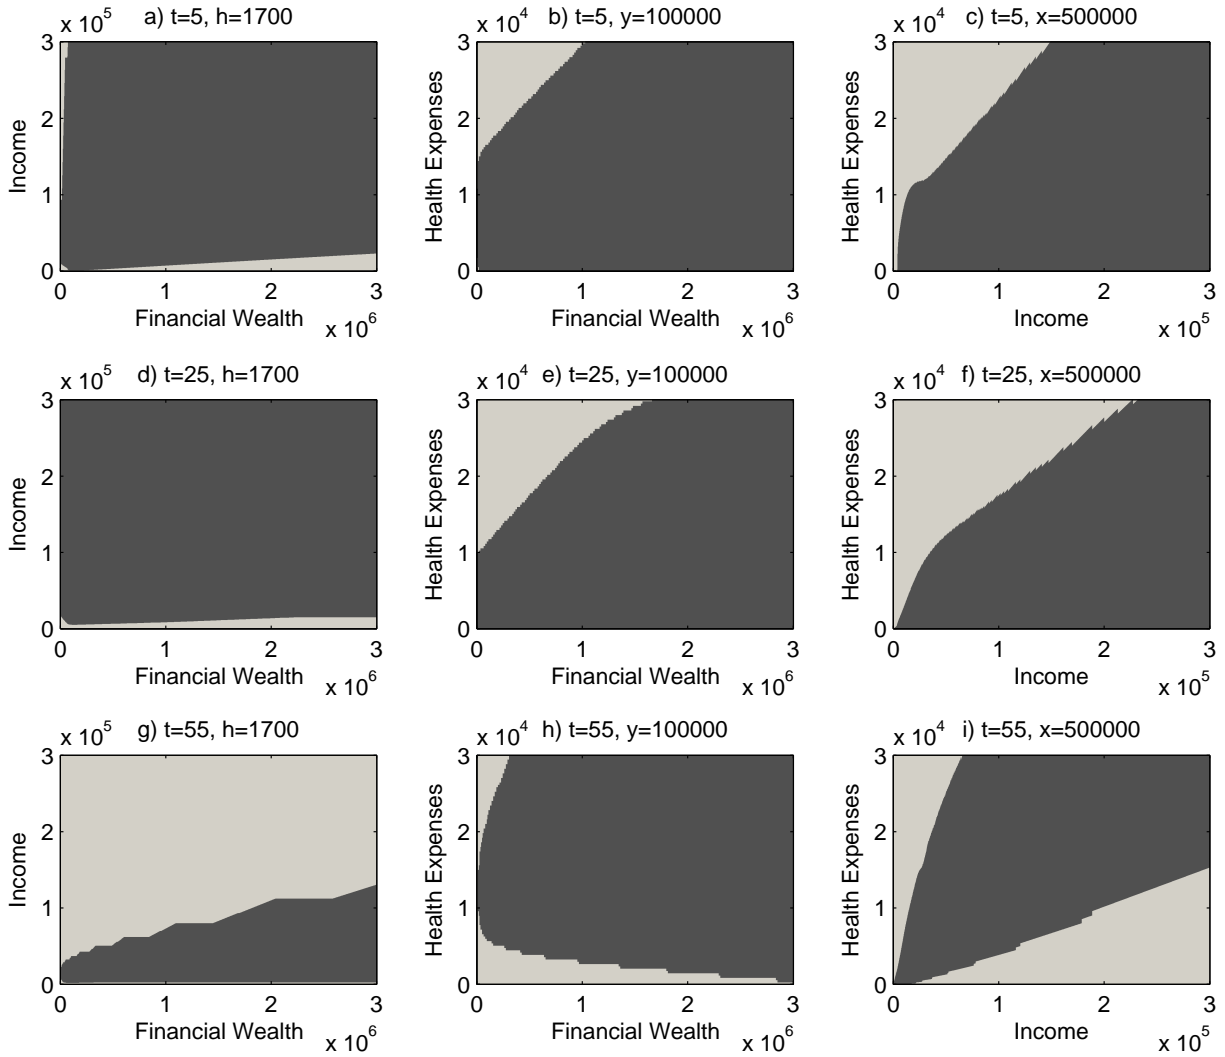 a) t=5, h=1700
x 10^5
3
2
1
0
Income
0 1 2 3
Financial Wealth
x 10^6
b) t=5, y=100000
x 10^4
3
2
1
0
Health Expenses
0 1 2 3
Financial Wealth
x 10^6
c) t=5, x=500000
x 10^4
3
2
1
0
Health Expenses
0 1 2 3
Income
x 10^5
d) t=25, h=1700
x 10^5
3
2
1
0
Income
0 1 2 3
Financial Wealth
x 10^6
e) t=25, y=100000
x 10^4
3
2
1
0
Health Expenses
0 1 2 3
Financial Wealth
x 10^6
f) t=25, x=500000
x 10^4
3
2
1
0
Health Expenses
0 1 2 3
Income
x 10^5
g) t=55, h=1700
x 10^5
3
2
1
0
Income
0 1 2 3
Financial Wealth
x 10^6
h) t=55, y=100000
x 10^4
3
2
1
0
Health Expenses
0 1 2 3
Financial Wealth
x 10^6
i) t=55, x=500000
x 10^4
3
2
1
0
Health Expenses
0 1 2 3
Income
x 10^5